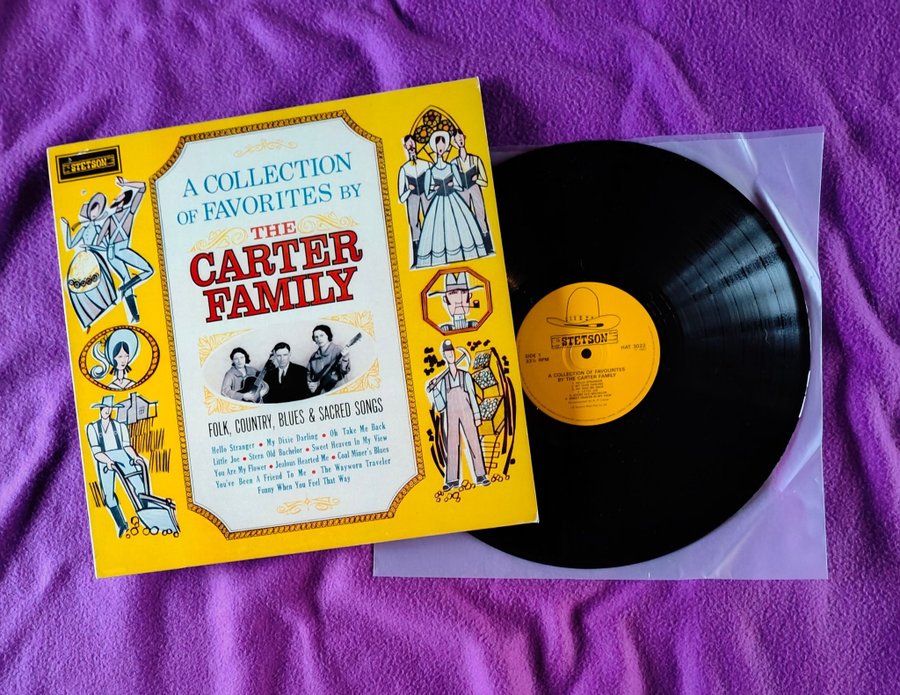 STETSON
A COLLECTION
OF FAVORITES BY
THE
CARTER
FAMILY
FOLK, COUNTRY, BLUES & SACRED SONGS
Hello Stranger • My Dixie Darling • Oh Take Me Back
Little Joe • Stern Old Bachelor • Sweet Heaven In My View
You Are My Flower • Jealous Hearted Me • Coal Miner's Blues
You've Been A Friend To Me • The Wayworn Traveler
Funny When You Feel That Way
STETSON
SIDE 1
33⅓ RPM
HAT 3022
A COLLECTION OF FAVOURITES
BY THE CARTER FAMILY